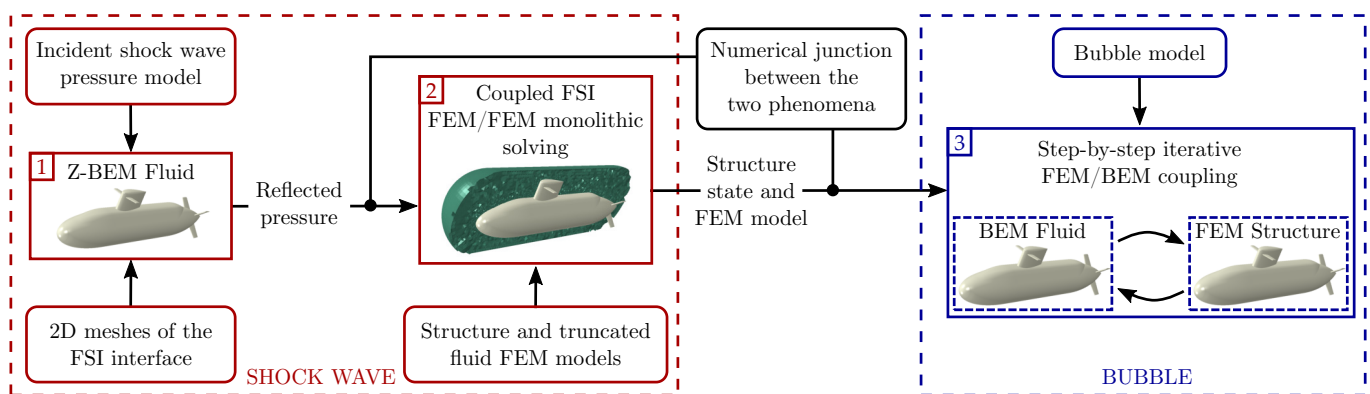 Incident shock wave
pressure model
1
Z-BEM Fluid
2D meshes of the
FSI interface
Reflected
pressure
2
Coupled FSI
FEM/FEM monolithic
solving
Structure and truncated
fluid FEM models
SHOCK WAVE
Numerical junction
between the
two phenomena
Structure
state and
FEM model
Bubble model
3
Step-by-step iterative
FEM/BEM coupling
BEM Fluid
FEM Structure
BUBBLE